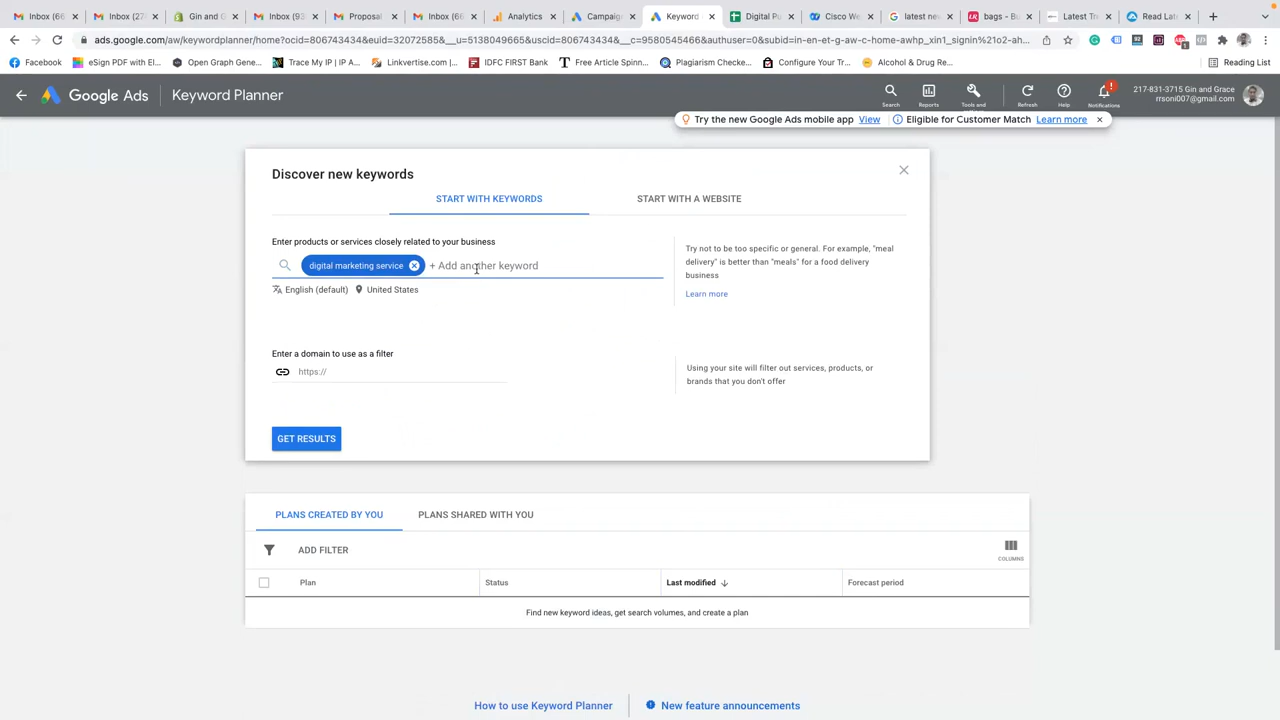 Inbox (66
Inbox (274
Gin and G
Inbox (92
Proposal
Inbox (68
Analytics
Campaign
Keyword
Digital Pu
Cisco We
latest new
bags - Bu
Latest Tr
Read Late
ads.google.com/aw/keywordplanner/home?ocid=806743434&euid=32072585&__u=5138049665&uscid=806743434&__c=9580545466&authuser=0&subid=in-en-et-g-aw-c-home-awhp_xin1_signin%21o2-ah...
Facebook
eSign PDF with El...
Open Graph Gene...
Trace My IP | IP A...
Linkvertise.com |...
IDFC FIRST Bank
Free Article Spinn...
Plagiarism Checke...
Configure Your Tr...
Alcohol & Drug Re...
Reading List
Google Ads
Keyword Planner
Search
Reports
Tools and
Refresh
Help
Notifications
217-831-3715 Gin and Grace
rrsoni007@gmail.com
Try the new Google Ads mobile app View
Eligible for Customer Match Learn more
Discover new keywords
START WITH KEYWORDS
START WITH A WEBSITE
Enter products or services closely related to your business
digital marketing service
+ Add another keyword
English (default)
United States
Try not to be too specific or general. For example, "meal
delivery" is better than "meals" for a food delivery
business
Learn more
Enter a domain to use as a filter
https://
Using your site will filter out services, products, or
brands that you don't offer
GET RESULTS
PLANS CREATED BY YOU
PLANS SHARED WITH YOU
ADD FILTER
COLUMNS
Plan
Status
Last modified
Forecast period
Find new keyword ideas, get search volumes, and create a plan
How to use Keyword Planner
New feature announcements